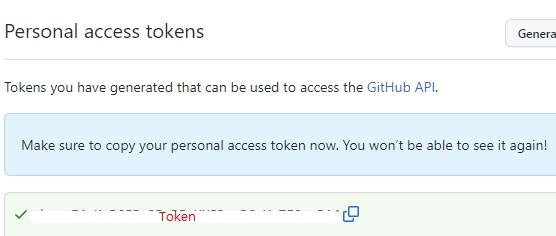 Personal access tokens
Genera
Tokens you have generated that can be used to access the GitHub API.
Make sure to copy your personal access token now. You won't be able to see it again!
Token